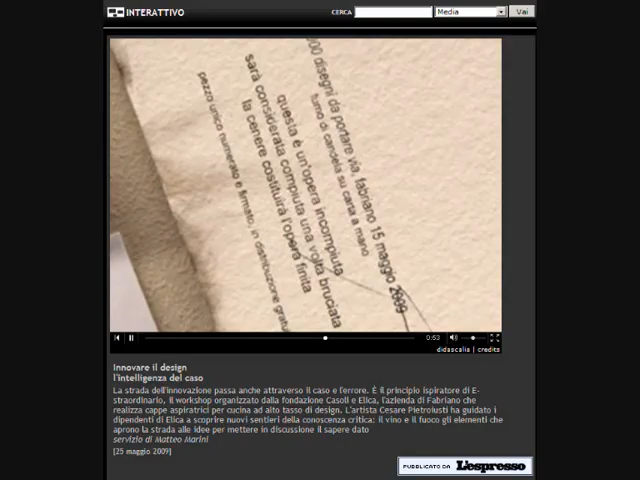 INTERATTIVO
CERCA
Media
Vai
000 disegni da portare via, fabriano 15 maggio 2009
fumo di candela su carta a mano
questa è un'opera incompiuta
sarà considerata compiuta una volta bruciata
la cenere costituirà l'opera finita
pezzo unico numerato e firmato, in distribuzione gratu
0:53
didascalia | credits
Innovare il design
l'intelligenza del caso
La strada dell'innovazione passa anche attraverso il caso e l'errore. È il principio ispiratore di E-
straordinario, il workshop organizzato dalla fondazione Casoli e Elica, l'azienda di Fabriano che
realizza cappe aspiratrici per cucina ad alto tasso di design. L'artista Cesare Pietroiusti ha guidato i
dipendenti di Elica a scoprire nuovi sentieri della conoscenza critica: il vino e il fuoco gli elementi che
aprono la strada alle idee per mettere in discussione il sapere dato
servizio di Matteo Marini
[25 maggio 2009]
PUBBLICATO DA L'espresso